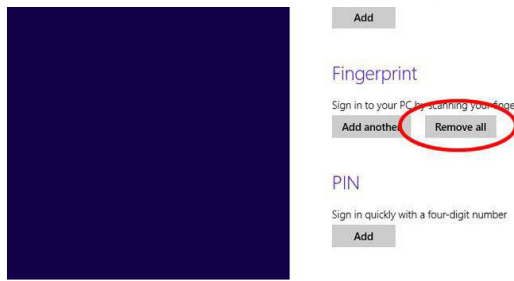 Add
Fingerprint
Sign in to your PC by scanning your finge
Add another
Remove all
PIN
Sign in quickly with a four-digit number
Add